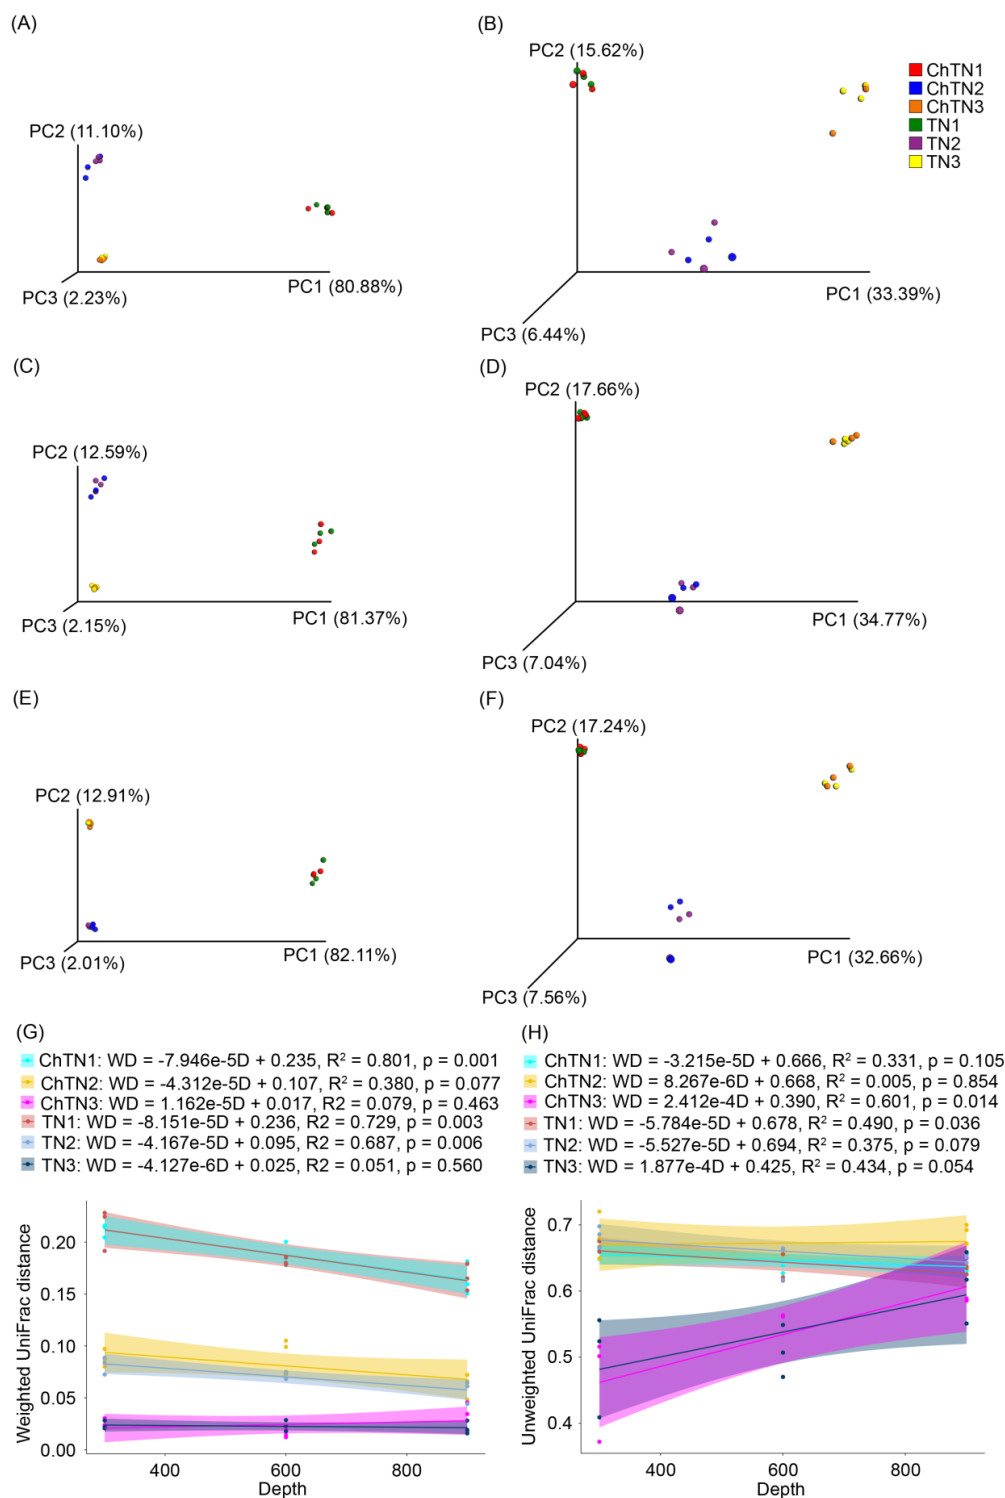 (A)
PC2 (11.10%)
PC3 (2.23%)
PC1 (80.88%)
(B)
PC2 (15.62%)
ChTN1
ChTN2
ChTN3
TN1
TN2
TN3
PC1 (33.39%)
PC3 (6.44%)
(C)
PC2 (12.59%)
PC3 (2.15%)
PC1 (81.37%)
(D)
PC2 (17.66%)
PC1 (34.77%)
PC3 (7.04%)
(E)
PC2 (12.91%)
PC3 (2.01%)
PC1 (82.11%)
(F)
PC2 (17.24%)
PC1 (32.66%)
PC3 (7.56%)
(G)
ChTN1: WD = -7.946e-5D + 0.235, R² = 0.801, p = 0.001
ChTN2: WD = -4.312e-5D + 0.107, R² = 0.380, p = 0.077
ChTN3: WD = 1.162e-5D + 0.017, R2 = 0.079, p = 0.463
TN1: WD = -8.151e-5D + 0.236, R2 = 0.729, p = 0.003
TN2: WD = -4.167e-5D + 0.095, R2 = 0.687, p = 0.006
TN3: WD = -4.127e-6D + 0.025, R2 = 0.051, p = 0.560
Weighted UniFrac distance
0.20
0.15
0.10
0.05
0.00
400
600
800
Depth
(H)
ChTN1: WD = -3.215e-5D + 0.666, R² = 0.331, p = 0.105
ChTN2: WD = 8.267e-6D + 0.668, R² = 0.005, p = 0.854
ChTN3: WD = 2.412e-4D + 0.390, R² = 0.601, p = 0.014
TN1: WD = -5.784e-5D + 0.678, R² = 0.490, p = 0.036
TN2: WD = -5.527e-5D + 0.694, R² = 0.375, p = 0.079
TN3: WD = 1.877e-4D + 0.425, R² = 0.434, p = 0.054
Unweighted UniFrac distance
0.7
0.6
0.5
0.4
400
600
800
Depth